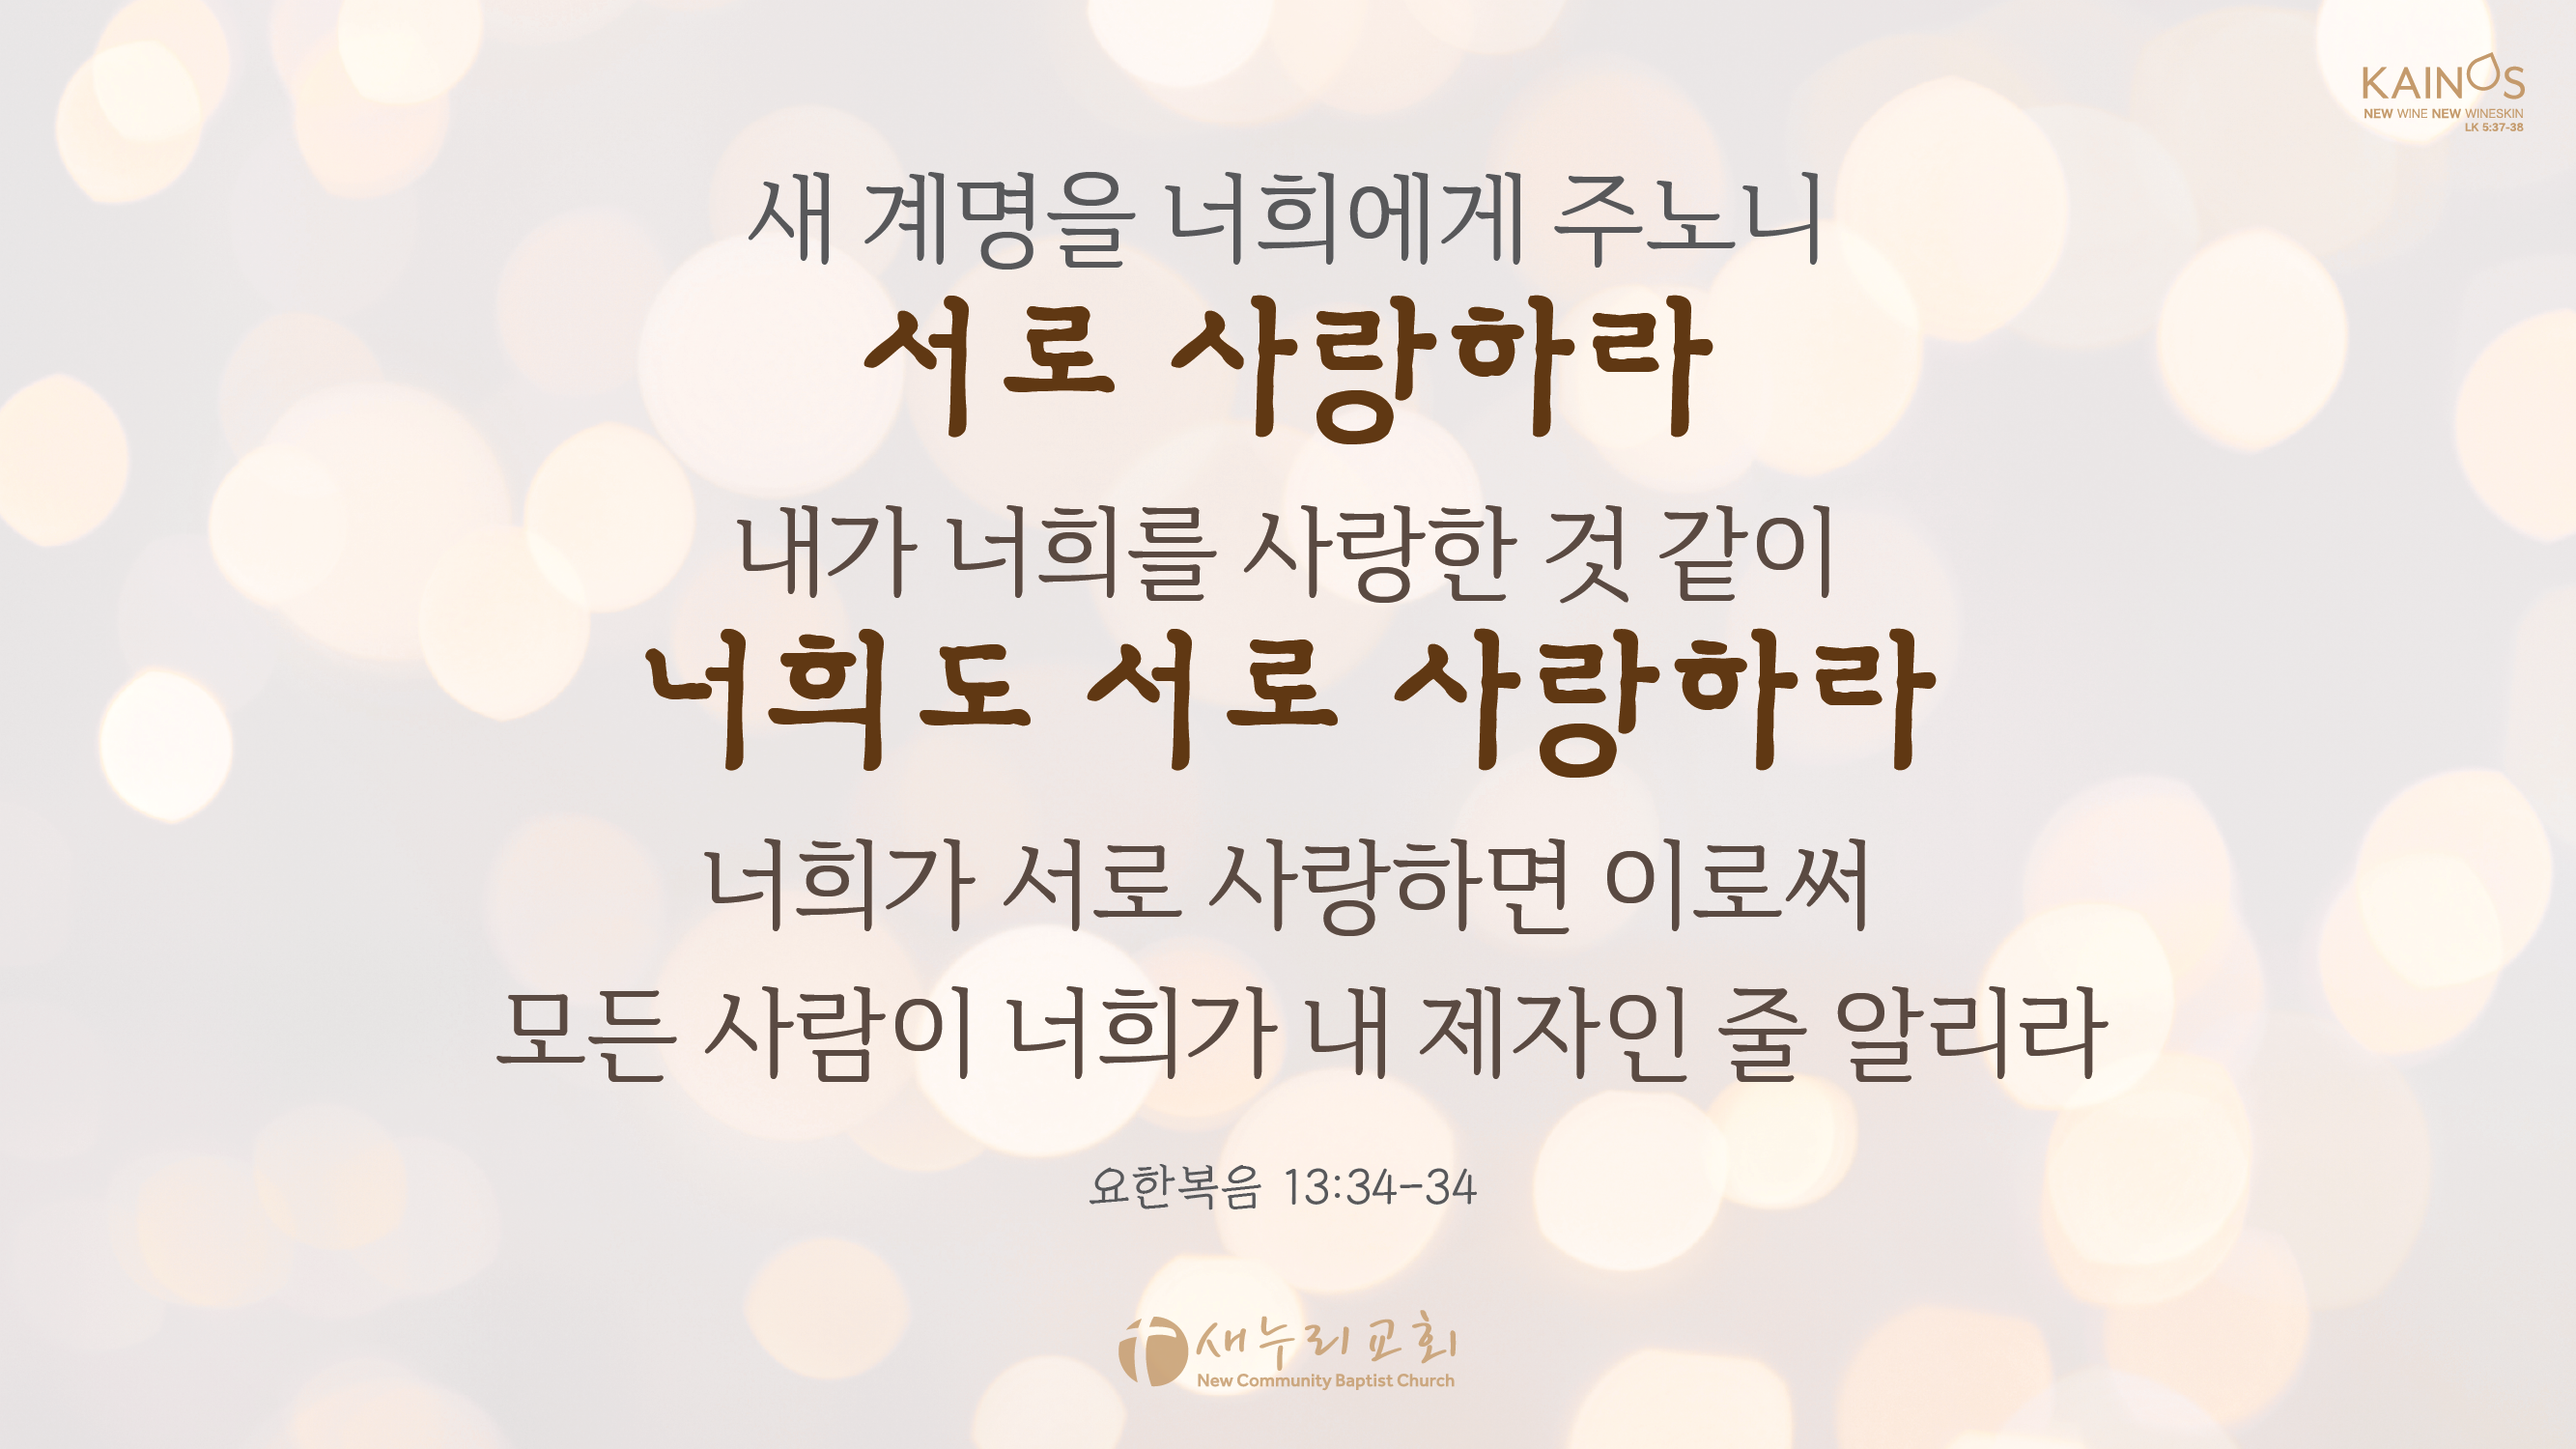 KAINOS
NEW WINE NEW WINESKIN
LK 5:37-38
새 계명을 너희에게 주노니
서로 사랑하라
내가 너희를 사랑한 것 같이
너희도 서로 사랑하라
너희가 서로 사랑하면 이로써
모든 사람이 너희가 내 제자인 줄 알리라
요한복음 13:34-34
새누리교회
New Community Baptist Church